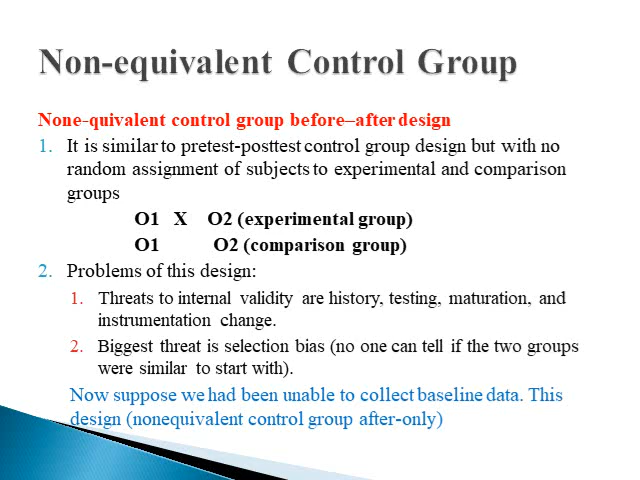 Non-equivalent Control Group
None-quivalent control group before–after design
1. It is similar to pretest-posttest control group design but with no
random assignment of subjects to experimental and comparison
groups
O1 X O2 (experimental group)
O1 O2 (comparison group)
2. Problems of this design:
1. Threats to internal validity are history, testing, maturation, and
instrumentation change.
2. Biggest threat is selection bias (no one can tell if the two groups
were similar to start with).
Now suppose we had been unable to collect baseline data. This
design (nonequivalent control group after-only)